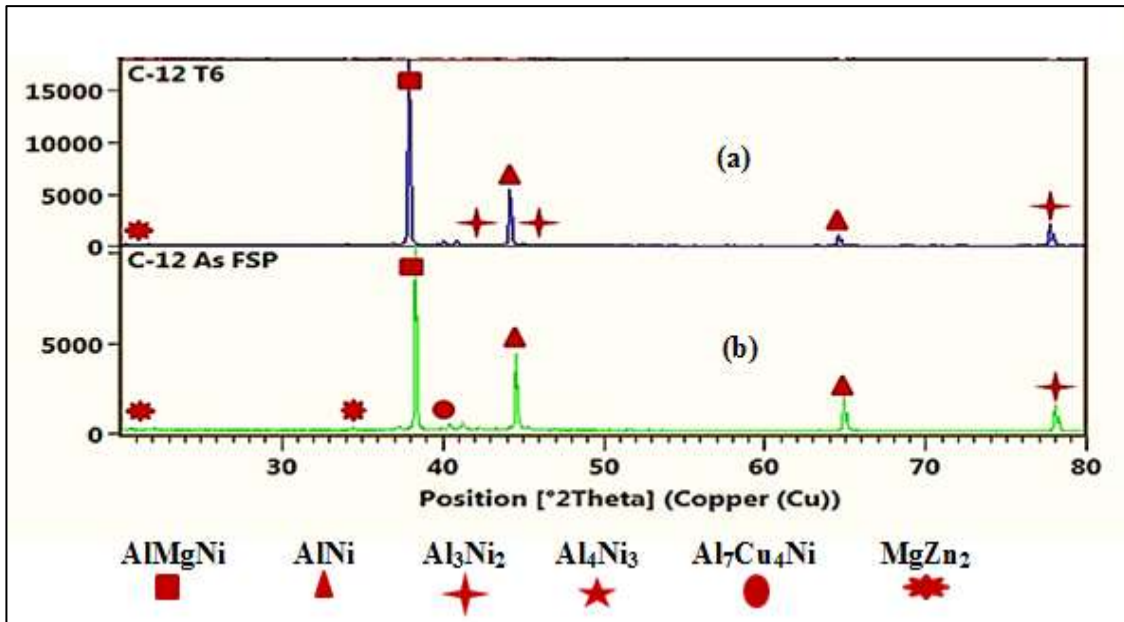 C-12 T6
15000
10000
(a)
5000
0
C-12 As FSP
5000
(b)
0
30 40 50 60 70 80
Position [°2Theta] (Copper (Cu))
AlMgNi AlNi Al₃Ni₂ Al₄Ni₃ Al₇Cu₄Ni MgZn₂